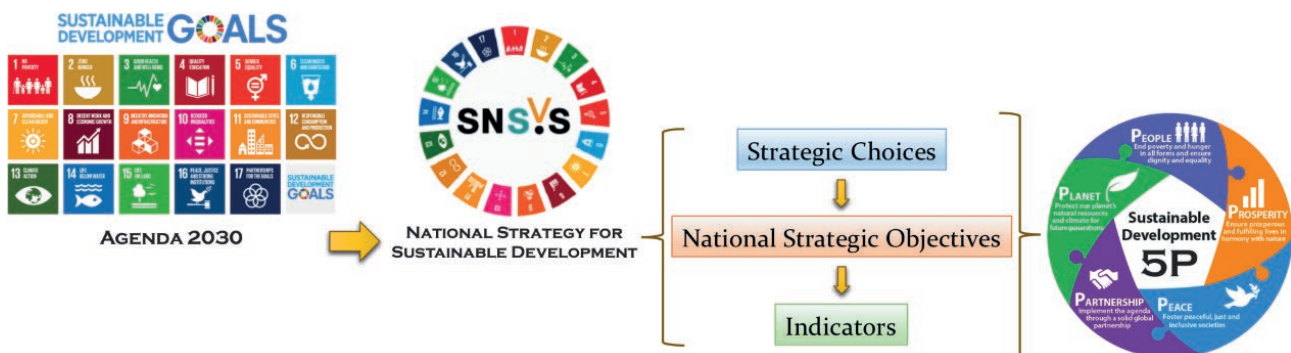 SUSTAINABLE
DEVELOPMENT GOALS
1 NO POVERTY
2 ZERO HUNGER
3 GOOD HEALTH AND WELL-BEING
4 QUALITY EDUCATION
5 GENDER EQUALITY
6 CLEAN WATER AND SANITATION
7 AFFORDABLE AND CLEAN ENERGY
8 DECENT WORK AND ECONOMIC GROWTH
9 INDUSTRY, INNOVATION AND INFRASTRUCTURE
10 REDUCED INEQUALITIES
11 SUSTAINABLE CITIES AND COMMUNITIES
12 RESPONSIBLE CONSUMPTION AND PRODUCTION
13 CLIMATE ACTION
14 LIFE BELOW WATER
15 LIFE ON LAND
16 PEACE, JUSTICE AND STRONG INSTITUTIONS
17 PARTNERSHIPS FOR THE GOALS
SUSTAINABLE
DEVELOPMENT
GOALS
AGENDA 2030
SNSVS
NATIONAL STRATEGY FOR
SUSTAINABLE DEVELOPMENT
Strategic Choices
National Strategic Objectives
Indicators
PEOPLE
End poverty and hunger
in all forms and ensure
dignity and equality
PLANET
Protect our planet's
natural resources
and climate for
future generations
PROSPERITY
Ensure prosperous
and fulfilling lives in
harmony with nature
Sustainable
Development
5P
PARTNERSHIP
Implement the agenda
through a solid global
partnership
PEACE
Foster peaceful, just and
inclusive societies